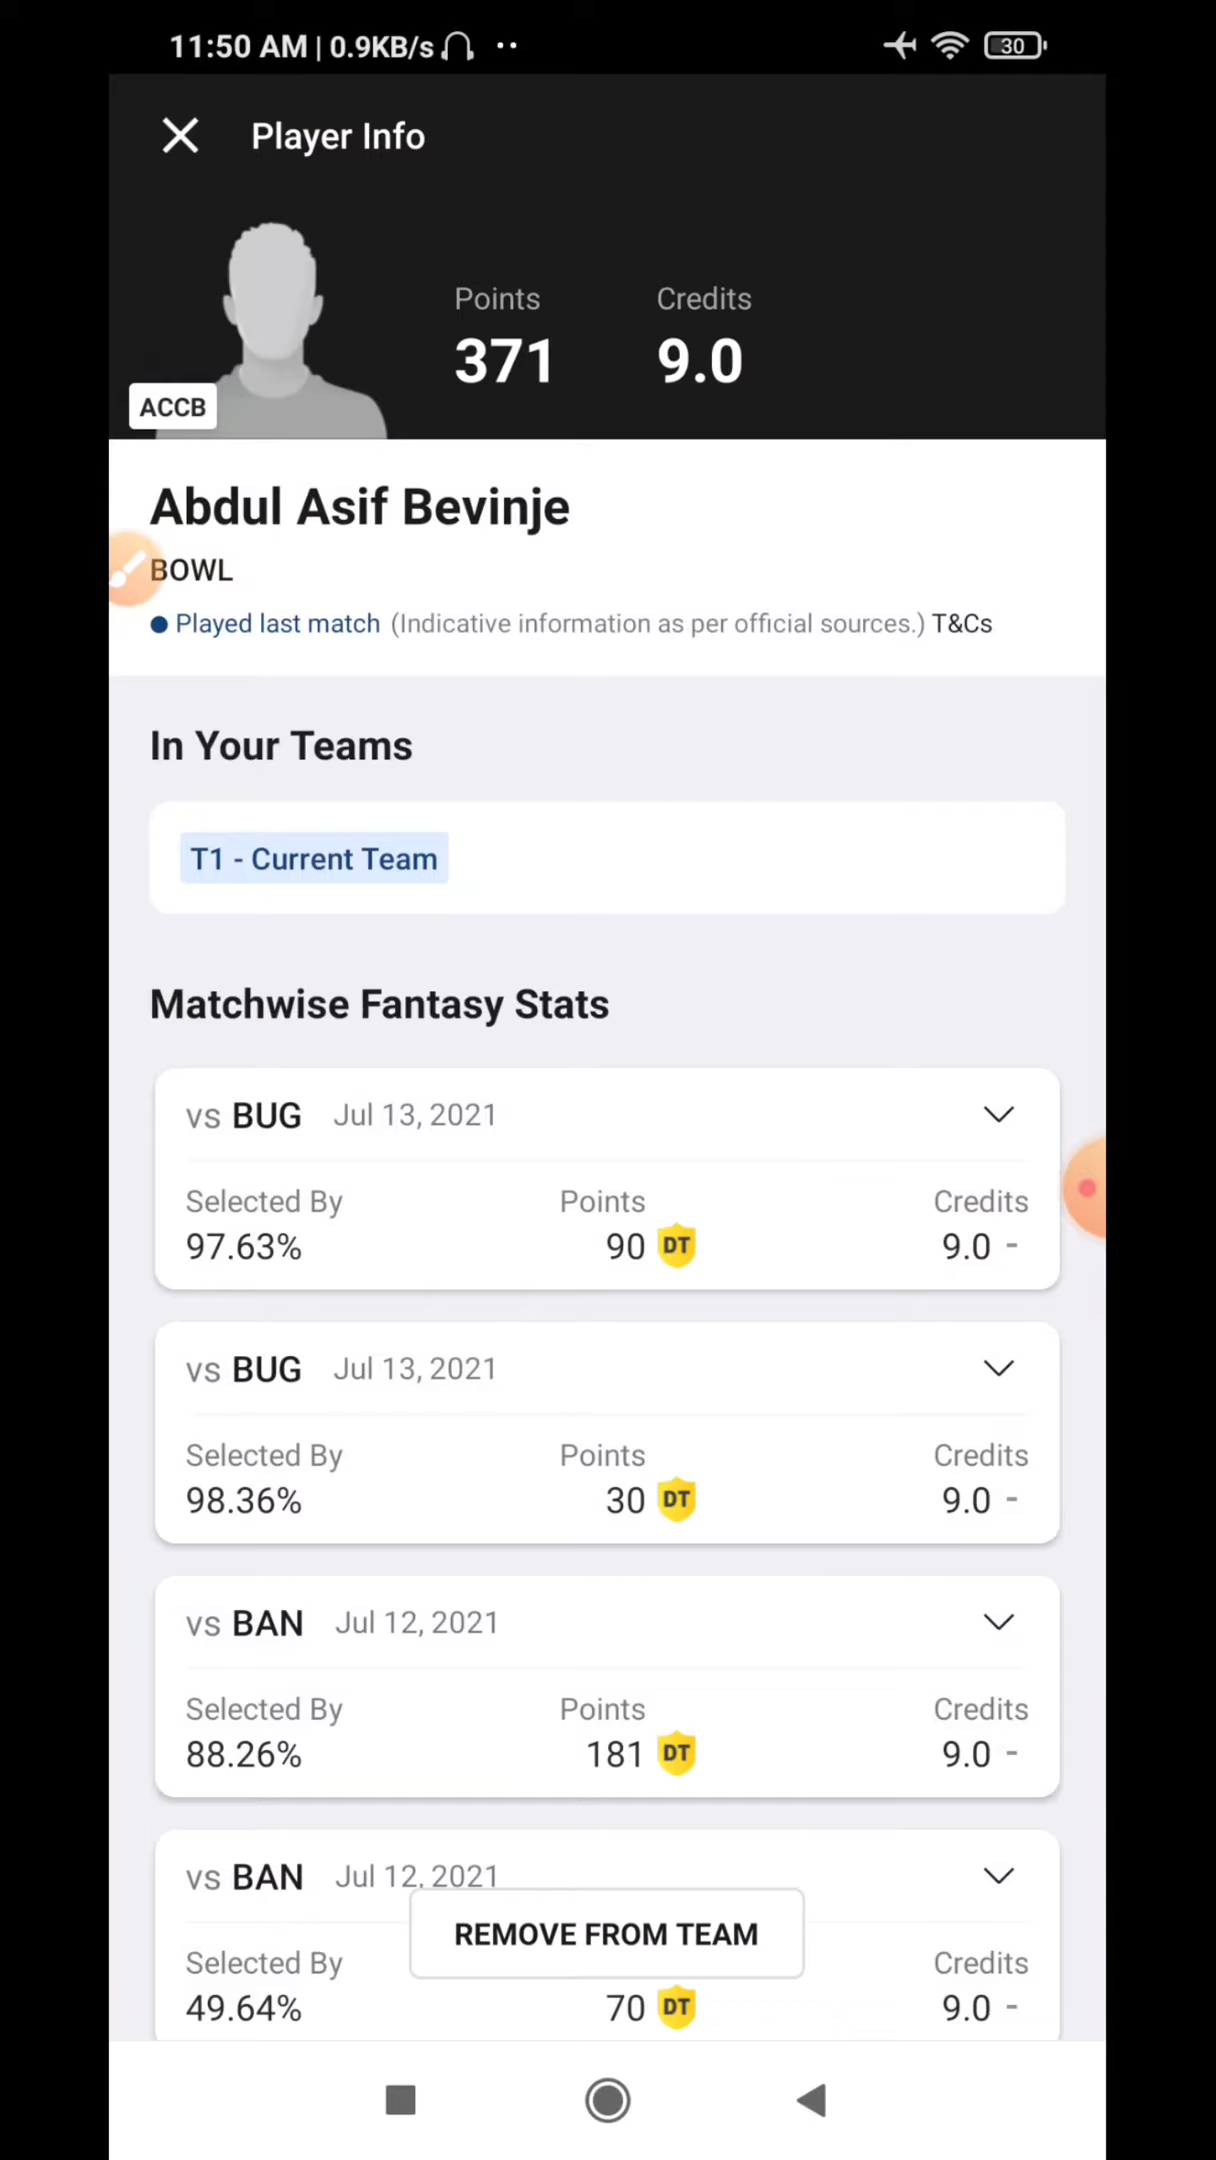 11:50 AM | 0.9KB/s
30
Player Info
Points
Credits
371
9.0
ACCB
Abdul Asif Bevinje
BOWL
Played last match (Indicative information as per official sources.) T&Cs
In Your Teams
T1 - Current Team
Matchwise Fantasy Stats
vs BUG Jul 13, 2021
Selected By Points Credits
97.63% 90 DT 9.0 -
vs BUG Jul 13, 2021
Selected By Points Credits
98.36% 30 DT 9.0 -
vs BAN Jul 12, 2021
Selected By Points Credits
88.26% 181 DT 9.0 -
vs BAN Jul 12, 2021
REMOVE FROM TEAM
Selected By Credits
49.64% 70 DT 9.0 -